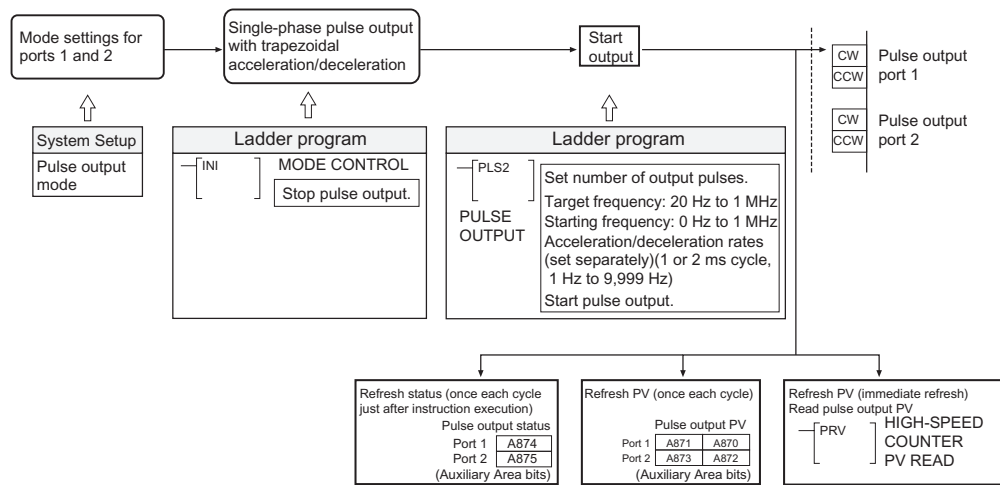 Mode settings for
ports 1 and 2
Single-phase pulse output
with trapezoidal
acceleration/deceleration
Start
output
CW
CCW
Pulse output
port 1
CW
CCW
Pulse output
port 2
System Setup
Pulse output
mode
Ladder program
INI
MODE CONTROL
Stop pulse output.
Ladder program
PLS2
PULSE
OUTPUT
Set number of output pulses.
Target frequency: 20 Hz to 1 MHz
Starting frequency: 0 Hz to 1 MHz
Acceleration/deceleration rates
(set separately)(1 or 2 ms cycle,
1 Hz to 9,999 Hz)
Start pulse output.
Refresh status (once each cycle
just after instruction execution)
Pulse output status
Port 1 A874
Port 2 A875
(Auxiliary Area bits)
Refresh PV (once each cycle)
Pulse output PV
Port 1 A871 A870
Port 2 A873 A872
(Auxiliary Area bits)
Refresh PV (immediate refresh)
Read pulse output PV
PRV
HIGH-SPEED
COUNTER
PV READ